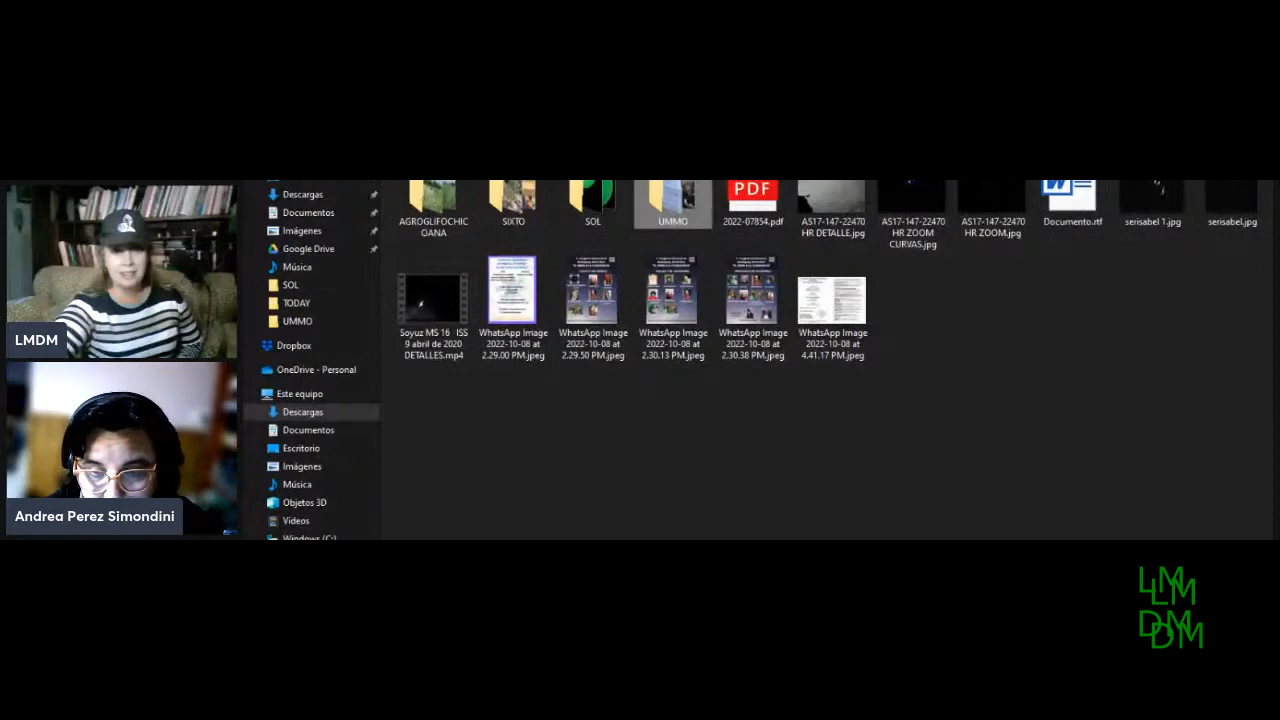 Descargas
Documentos
Imágenes
Google Drive
Música
SOL
TODAY
UMMO
Dropbox
OneDrive - Personal
Este equipo
Descargas
Documentos
Escritorio
Imágenes
Música
Objetos 3D
Vídeos
Windows (C:)
AGROGLIFOCHIC
OANA
SIXTO
SOL
UMMO
PDF
2022-07854.pdf
AS17-147-22470
HR DETALLE.jpg
AS17-147-22470
HR ZOOM
CURVAS.jpg
AS17-147-22470
HR ZOOM.jpg
W
Documento.rtf
serisabel 1.jpg
serisabel.jpg
Soyuz MS 16 ISS
9 abril de 2020
DETALLES.mp4
WhatsApp Image
2022-10-08 at
2.29.00 PM.jpeg
WhatsApp Image
2022-10-08 at
2.29.50 PM.jpeg
WhatsApp Image
2022-10-08 at
2.30.13 PM.jpeg
WhatsApp Image
2022-10-08 at
2.30.38 PM.jpeg
WhatsApp Image
2022-10-08 at
4.41.17 PM.jpeg
LMDM
Andrea Perez Simondini
LM
LM
DM
DM